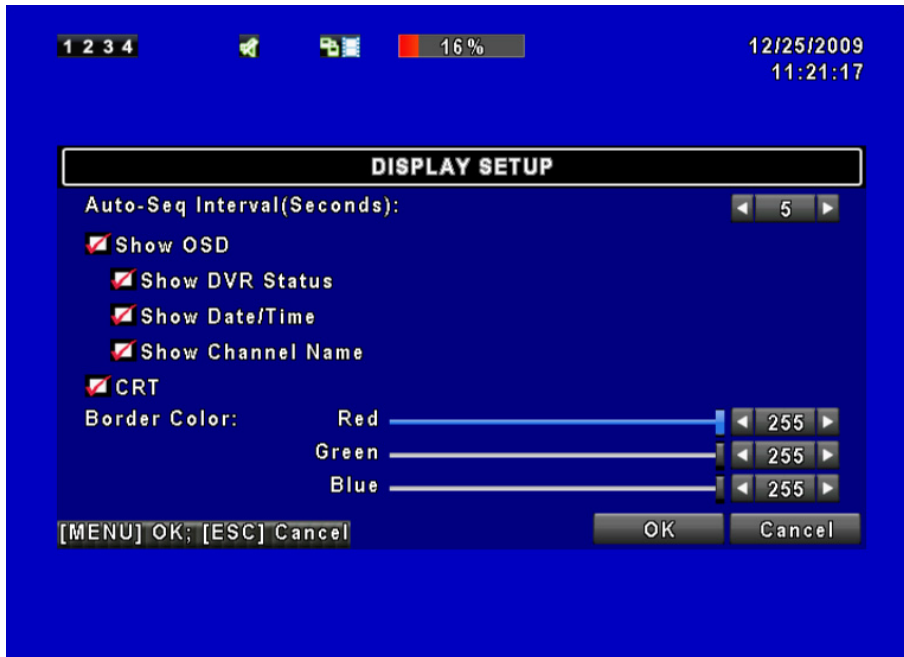 1 2 3 4 16% 12/25/2009
11:21:17
DISPLAY SETUP
Auto-Seq Interval(Seconds): 5
Show OSD
Show DVR Status
Show Date/Time
Show Channel Name
CRT
Border Color: Red 255
Green 255
Blue 255
[MENU] OK; [ESC] Cancel OK Cancel